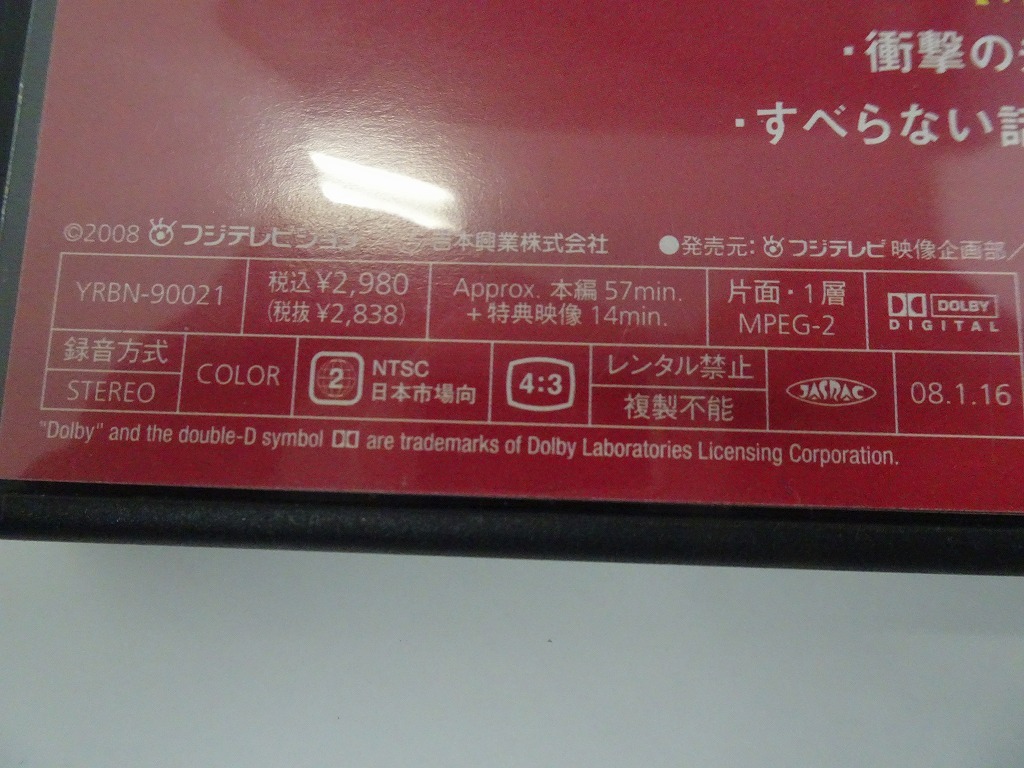 ・衝撃の
・すべらない話
©2008 フジテレビジョン 吉本興業株式会社 ●発売元：フジテレビ映像企画部／
YRBN-90021
税込￥2,980
(税抜￥2,838)
Approx. 本編 57min.
+特典映像 14min.
片面・1層
MPEG-2
DOLBY
DIGITAL
録音方式
STEREO
COLOR
2
NTSC
日本市場向
4:3
レンタル禁止
複製不能
JASRAC
08.1.16
"Dolby" and the double-D symbol are trademarks of Dolby Laboratories Licensing Corporation.